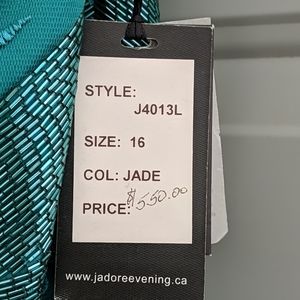 STYLE:
J4013L
SIZE: 16
COL: JADE
PRICE: $550.00
www.jadoreevening.ca